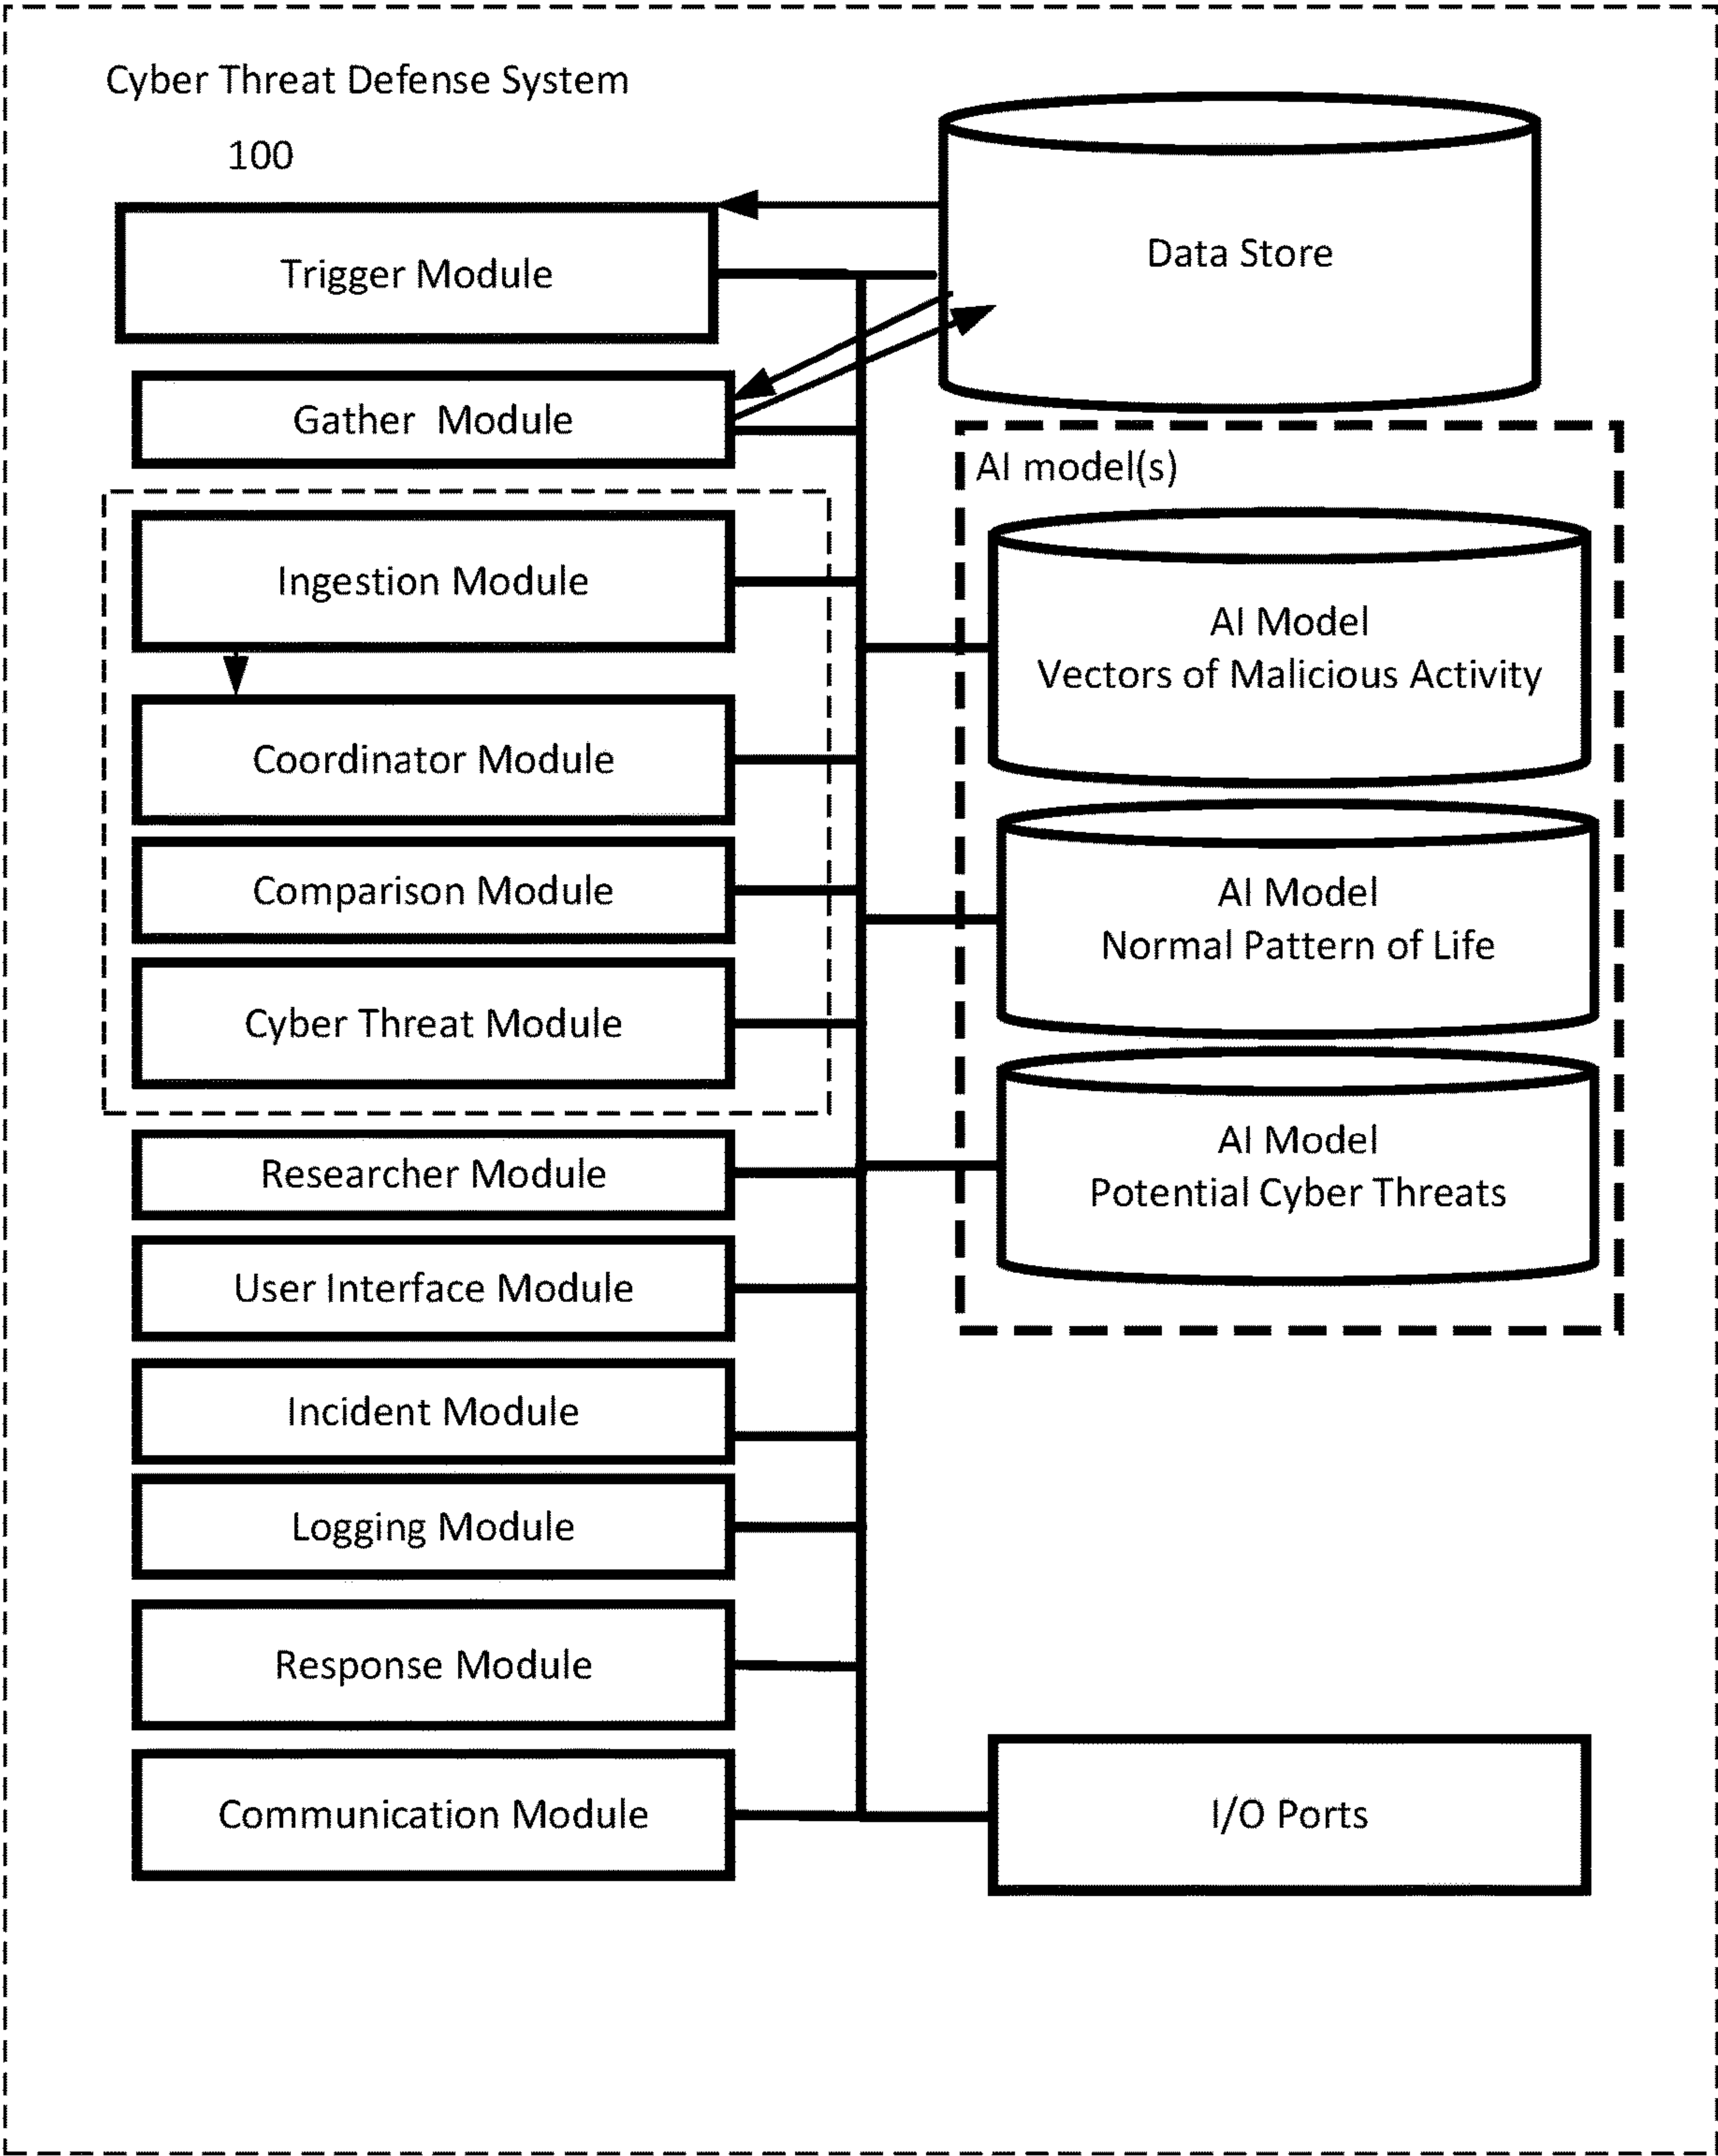 Cyber Threat Defense System
100
Trigger Module
Data Store
Gather  Module
AI model(s)
Ingestion Module
AI Model
Vectors of Malicious Activity
Coordinator Module
Comparison Module
AI Model
Normal Pattern of Life
Cyber Threat Module
AI Model
Potential Cyber Threats
Researcher Module
User Interface Module
Incident Module
Logging Module
Response Module
Communication Module
I/O Ports